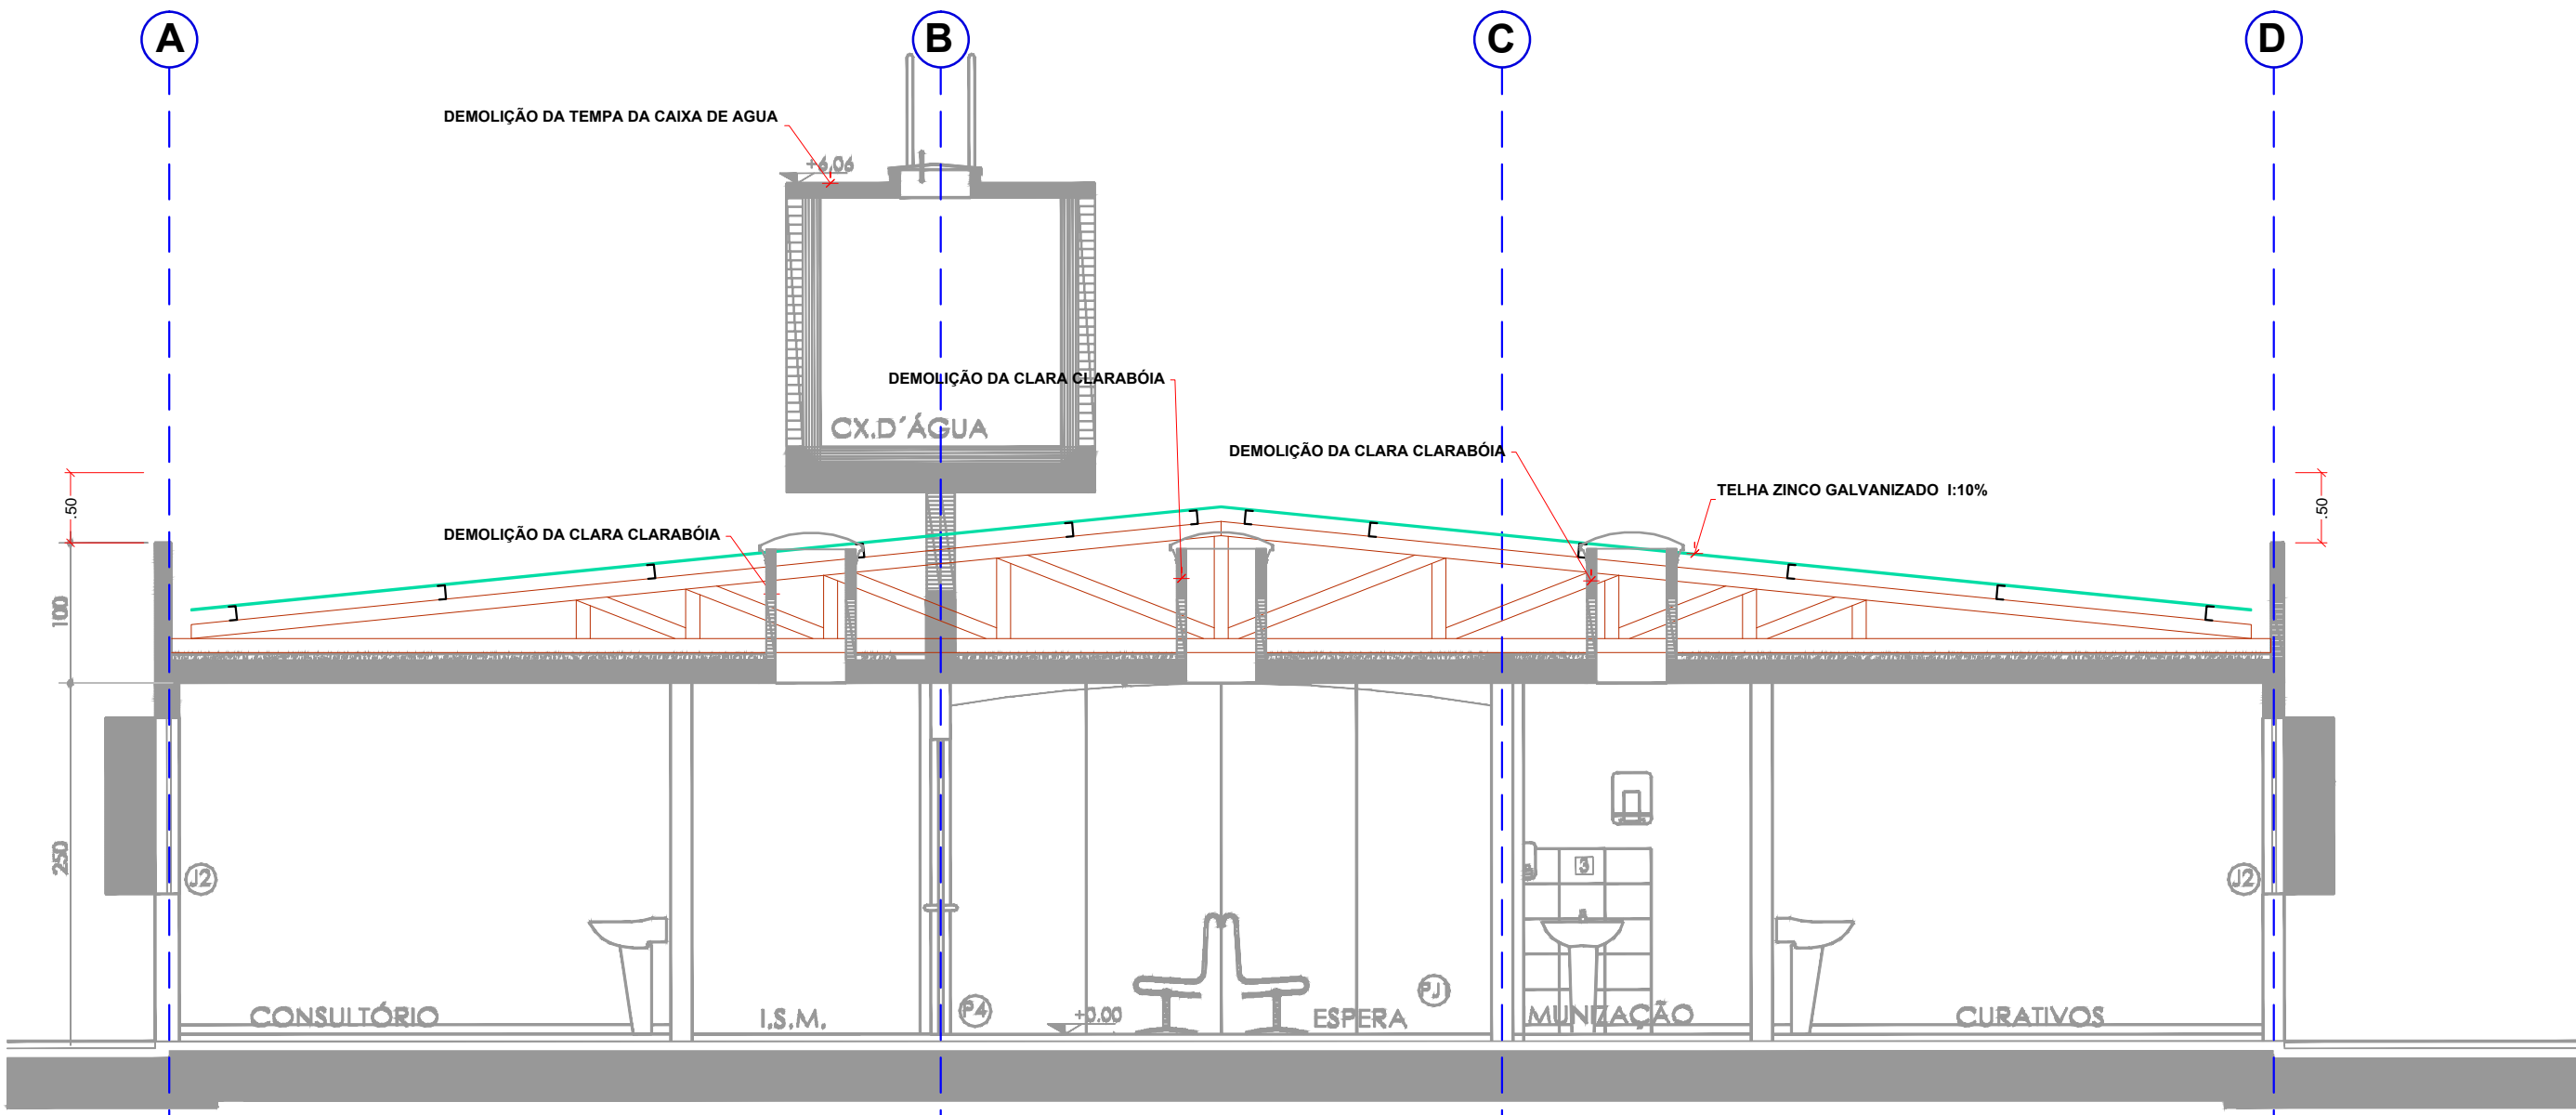 A
B
C
D
DEMOLIÇÃO DA TEMPA DA CAIXA DE AGUA
+6,06
DEMOLIÇÃO DA CLARA CLARABÓIA
CX.D´ÁGUA
DEMOLIÇÃO DA CLARA CLARABÓIA
TELHA ZINCO GALVANIZADO I:10%
.50
.50
DEMOLIÇÃO DA CLARA CLARABÓIA
100
250
J2
3
J2
CONSULTÓRIO
I.S.M.
P4
+0.00
ESPERA
PJ
MUNIZAÇÃO
CURATIVOS